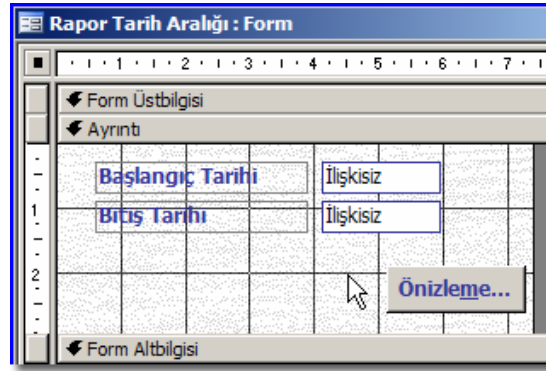 Rapor Tarih Aralığı : Form
1 2 3 4 5 6 7
Form Üstbilgisi
Ayrıntı
Başlangıç Tarihi İlişkisiz
1
Bitiş Tarihi İlişkisiz
2
Önizleme...
Form Altbilgisi